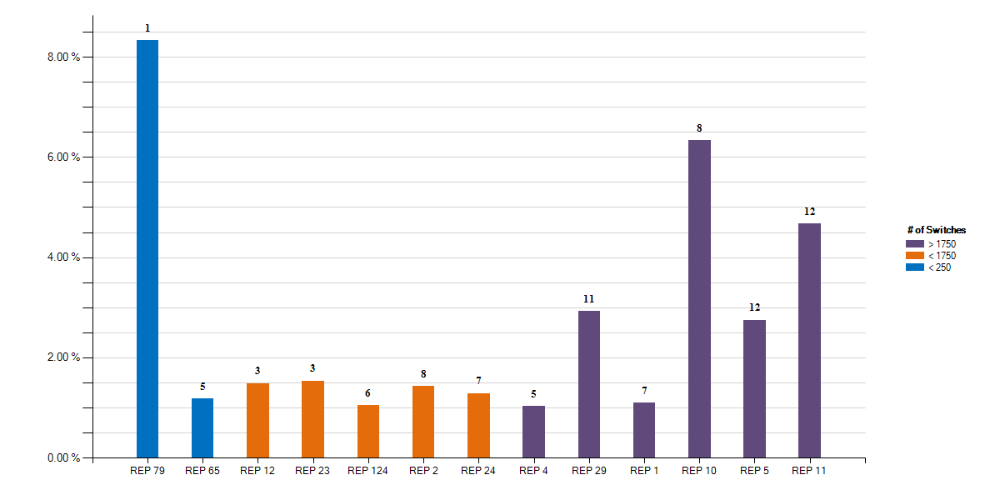 8.00 %
6.00 %
4.00 %
2.00 %
0.00 %
1
5
3
3
6
8
7
5
11
7
8
12
12
REP 79
REP 65
REP 12
REP 23
REP 124
REP 2
REP 24
REP 4
REP 29
REP 1
REP 10
REP 5
REP 11
# of Switches
> 1750
< 1750
< 250